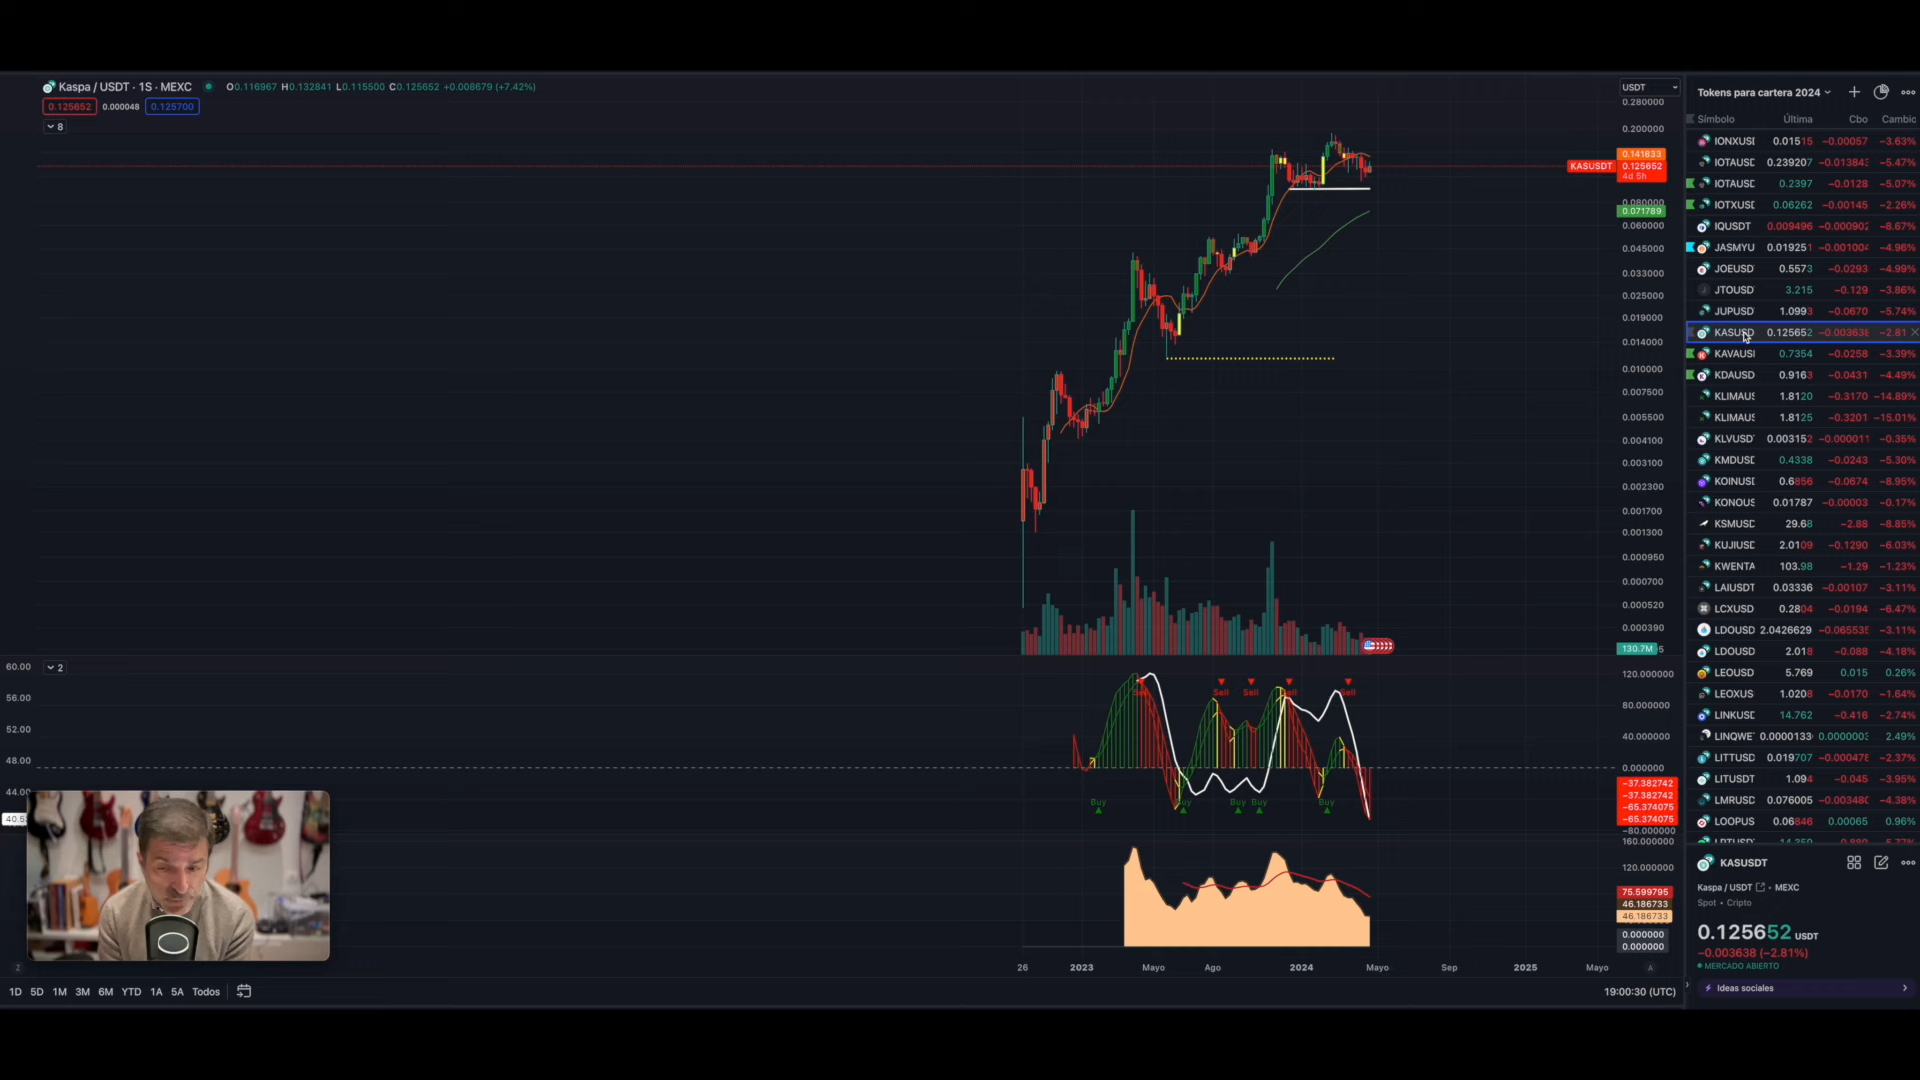 Kaspa / USDT · 1S · MEXC O0.116967 H0.132841 L0.115500 C0.125652 +0.008679 (+7.42%)
0.125652 0.000048 0.125700
8
USDT
0.280000
0.200000
0.141833
KASUSDT 0.125652
4d 5h
0.080000
0.071789
0.060000
0.045000
0.033000
0.025000
0.019000
0.014000
0.010000
0.007500
0.005500
0.004100
0.003100
0.002300
0.001700
0.001300
0.000950
0.000700
0.000520
0.000390
130.7M
2
60.00
56.00
52.00
48.00
44.00
120.000000
80.000000
40.000000
0.000000
−37.382742
−37.382742
−65.374075
−65.374075
−80.000000
Sell Sell Sell Sell
Buy Buy Buy Buy
160.000000
120.000000
75.599795
46.186733
46.186733
0.000000
0.000000
26 2023 Mayo Ago 2024 Mayo Sep 2025 Mayo A
Z
1D 5D 1M 3M 6M YTD 1A 5A Todos
19:00:30 (UTC)
Tokens para cartera 2024
Símbolo Última Cbo Cambio
IONXUSI 0.01515 −0.00057 −3.63%
IOTAUSI 0.239207 −0.013843 −5.47%
IOTAUSI 0.2397 −0.0128 −5.07%
IOTXUSI 0.06262 −0.00145 −2.26%
IQUSDT 0.009496 −0.000902 −8.67%
JASMYU 0.019251 −0.001004 −4.96%
JOEUSD 0.5573 −0.0293 −4.99%
JTOUSD 3.215 −0.129 −3.86%
JUPUSD 1.0993 −0.0670 −5.74%
KASUSD 0.125652 −0.003638 −2.81
KAVAUSI 0.7354 −0.0258 −3.39%
KDAUSD 0.9163 −0.0431 −4.49%
KLIMAUS 1.8120 −0.3170 −14.89%
KLIMAUS 1.8125 −0.3201 −15.01%
KLVUSD 0.003152 −0.000011 −0.35%
KMDUSD 0.4338 −0.0243 −5.30%
KOINUSI 0.6856 −0.0674 −8.95%
KONOUS 0.01787 −0.00003 −0.17%
KSMUSD 29.68 −2.88 −8.85%
KUJIUSD 2.0109 −0.1290 −6.03%
KWENTA 103.98 −1.29 −1.23%
LAIUSDT 0.03336 −0.00107 −3.11%
LCXUSD 0.2804 −0.0194 −6.47%
LDOUSD 2.0426629 −0.065535 −3.11%
LDOUSD 2.018 −0.088 −4.18%
LEOUSD 5.769 0.015 0.26%
LEOXUS 1.0208 −0.0170 −1.64%
LINKUSD 14.762 −0.416 −2.74%
LINQWE 0.0000133 0.0000003 2.49%
LITTUSD 0.019707 −0.000478 −2.37%
LITUSDT 1.094 −0.045 −3.95%
LMRUSD 0.076005 −0.003480 −4.38%
LOOPUS 0.06846 0.00065 0.96%
KASUSDT
Kaspa / USDT · MEXC
Spot · Cripto
0.125652 USDT
−0.003638 (−2.81%)
MERCADO ABIERTO
Ideas sociales